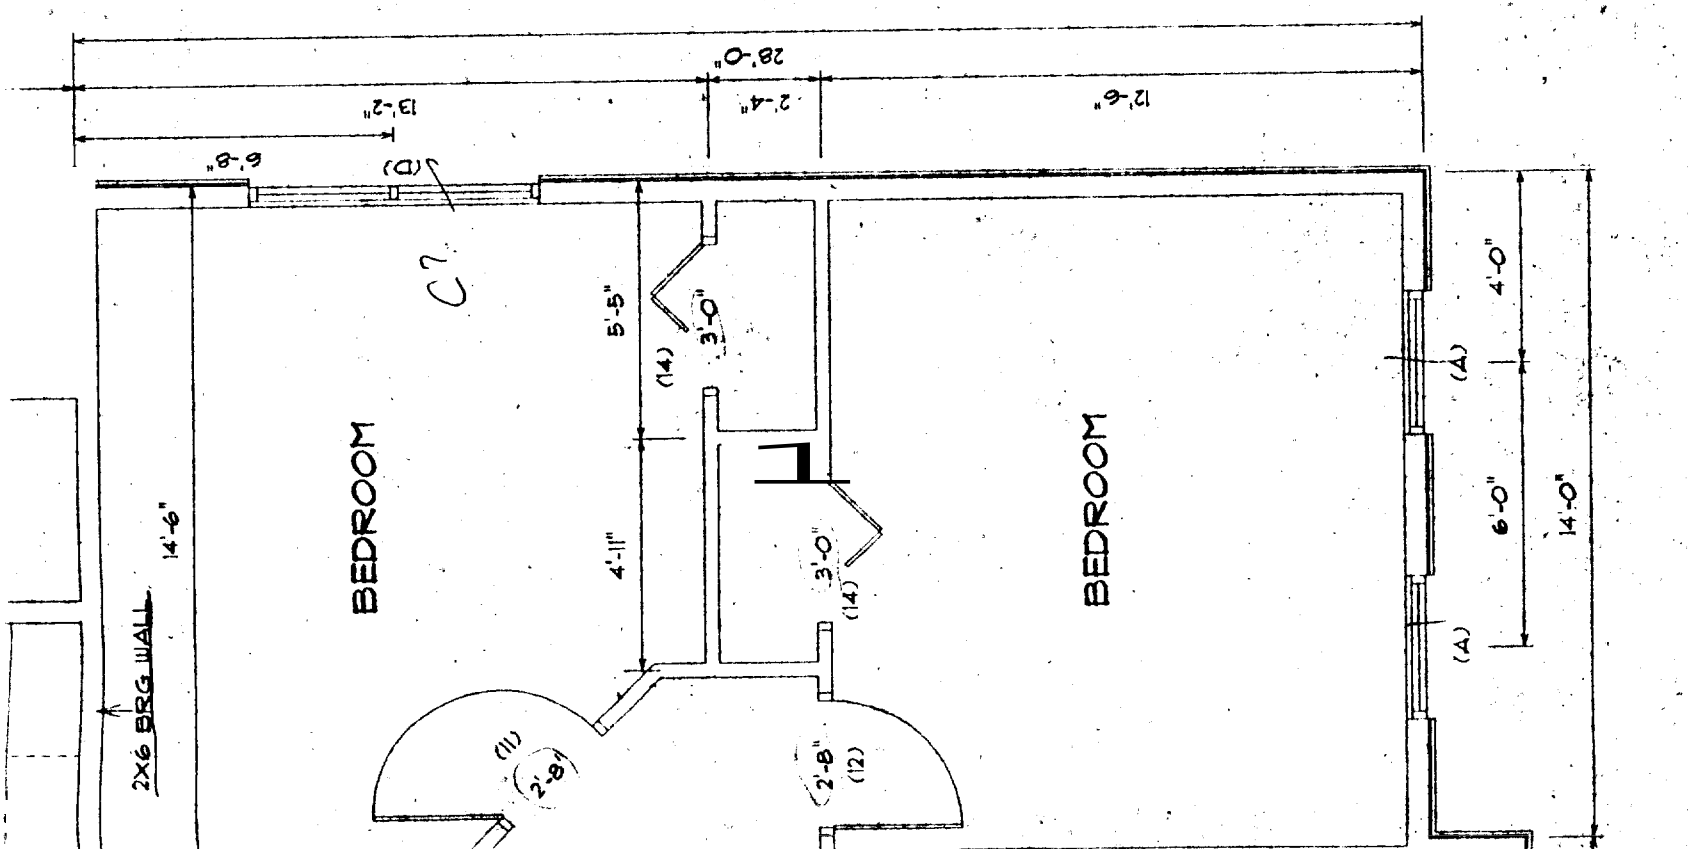 28'-0"
13'-2"
2'-4"
12'-6"
6'-8"
(D)
C7
5'-5"
3'-0"
(14)
4'-0"
(A)
BEDROOM
BEDROOM
14'-6"
4'-11"
3'-0"
(14)
6'-0"
14'-0"
(A)
2X6 BRG WALL
(11)
2'-8"
2'-8"
(12)